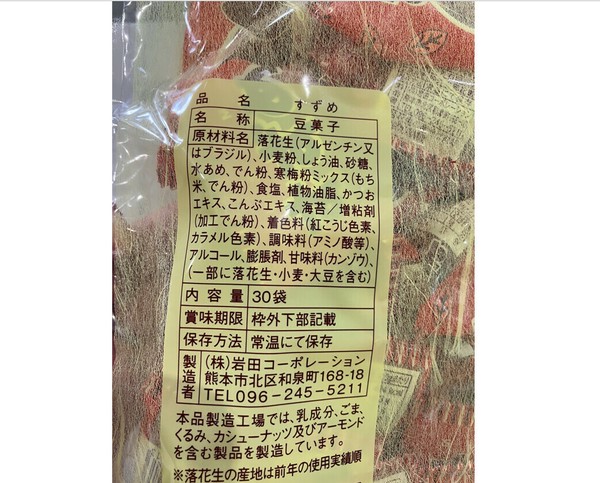 品名 すずめ
名称 豆菓子
原材料名 落花生(アルゼンチン又
はブラジル)、小麦粉、しょう油、砂糖、
水あめ、でん粉、寒梅粉ミックス(もち
米、でん粉)、食塩、植物油脂、かつお
エキス、こんぶエキス、海苔/増粘剤
(加工でん粉)、着色料(紅こうじ色素、
カラメル色素)、調味料(アミノ酸等)、
アルコール、膨脹剤、甘味料(カンゾウ)、
(一部に落花生・小麦・大豆を含む)
内容量 30袋
賞味期限 枠外下部記載
保存方法 常温にて保存
製造者 (株)岩田コーポレーション
熊本市北区和泉町168-18
TEL096-245-5211
本品製造工場では、乳成分、ごま、
くるみ、カシューナッツ及びアーモンド
を含む製品を製造しています。
※落花生の産地は前年の使用実績順